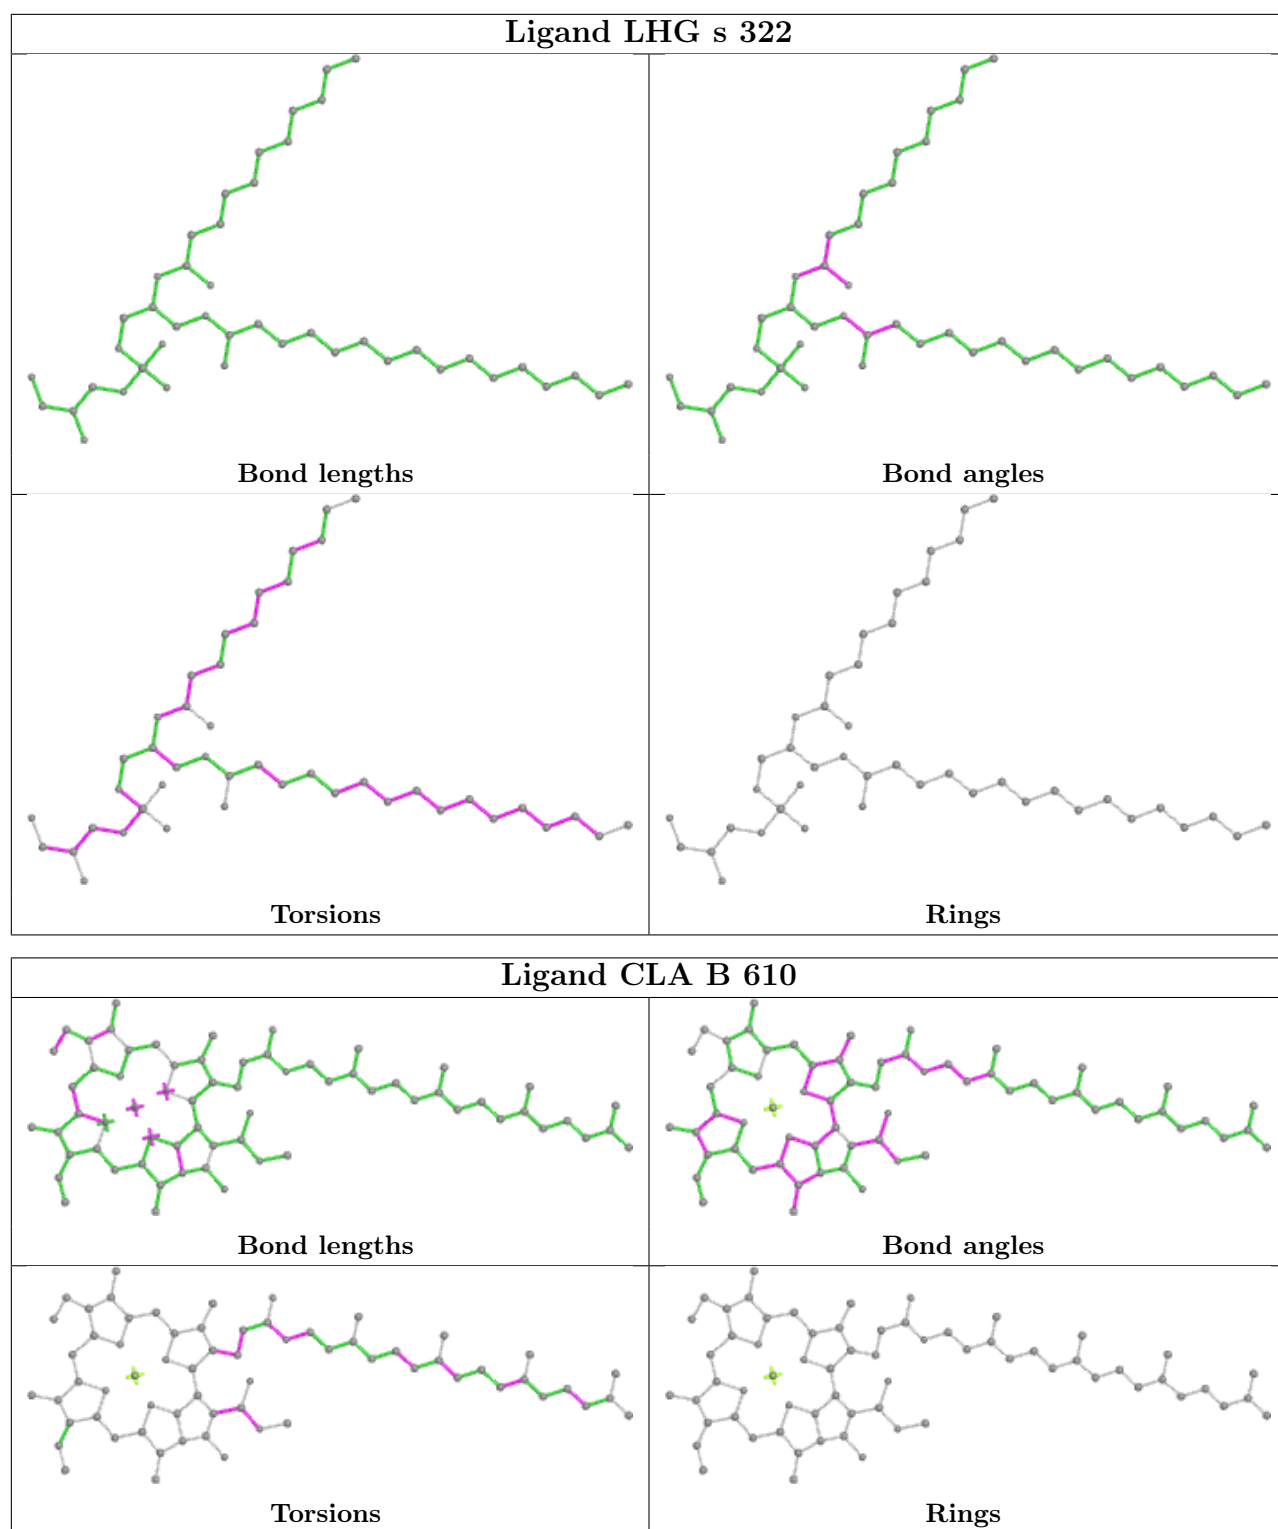 Ligand LHG s 322
Bond lengths
Bond angles
Torsions
Rings
Ligand CLA B 610
Bond lengths
Bond angles
Torsions
Rings